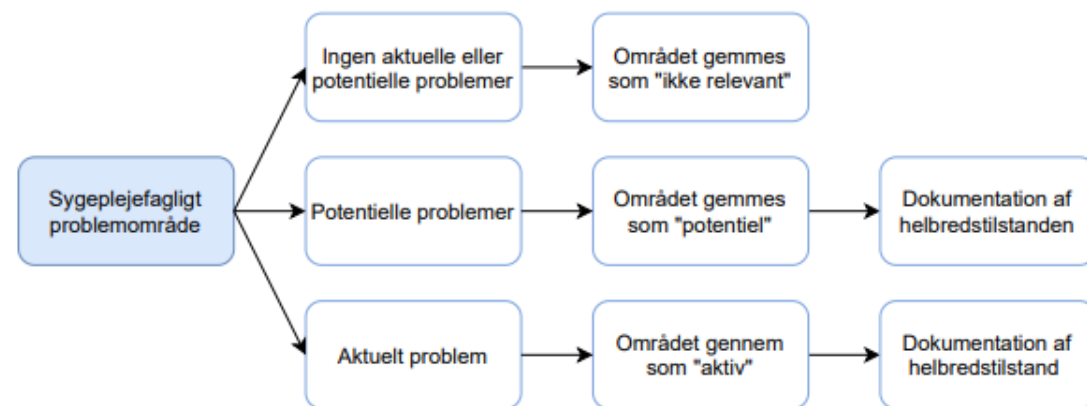 Ingen aktuelle eller
potentielle problemer
Området gemmes
som "ikke relevant"
Sygeplejefagligt
problemområde
Potentielle problemer
Området gemmes
som "potentiel"
Dokumentation af
helbredstilstanden
Aktuelt problem
Området gennem
som "aktiv"
Dokumentation af
helbredstilstand